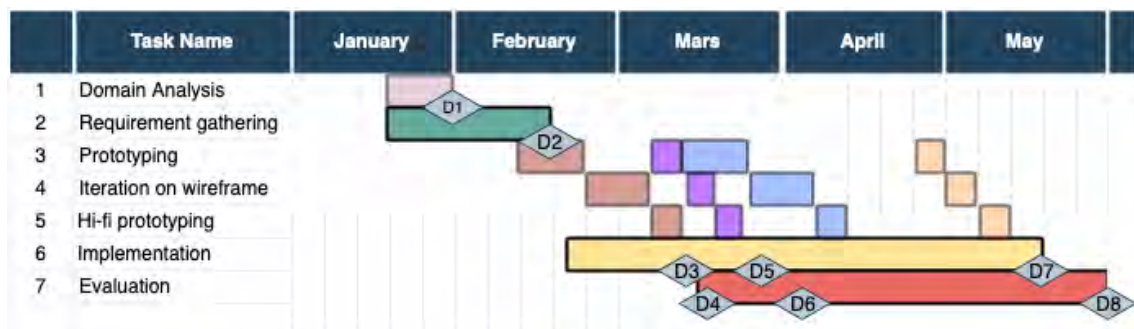 Task Name January February Mars April May
1 Domain Analysis
D1
2 Requirement gathering
D2
3 Prototyping
4 Iteration on wireframe
5 Hi-fi prototyping
6 Implementation
D3 D5 D7
7 Evaluation
D4 D6 D8